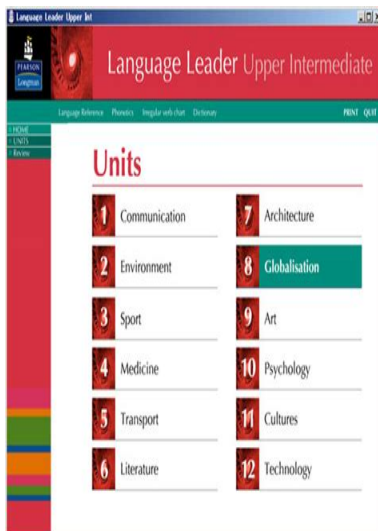 Language Leader Upper Int
PEARSON
Longman
Language Leader Upper Intermediate
Language Reference Phonetics Irregular verb chart Dictionary PRINT QUIT
HOME
UNITS
Review
Units
1 Communication
2 Environment
3 Sport
4 Medicine
5 Transport
6 Literature
7 Architecture
8 Globalisation
9 Art
10 Psychology
11 Cultures
12 Technology